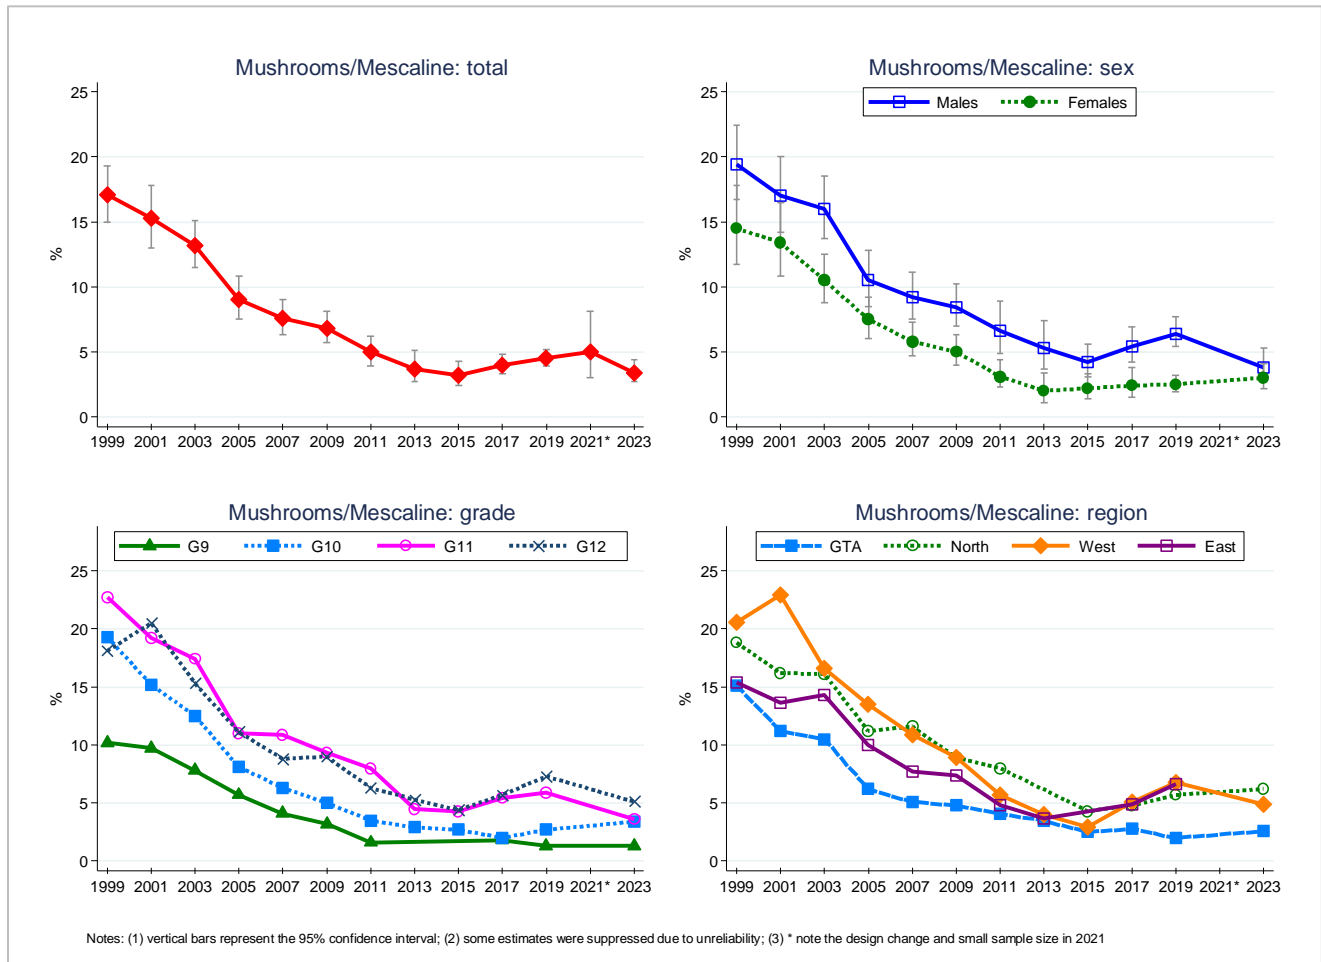 Mushrooms/Mescaline: total
25
20
15
10
5
0
%
1999 2001 2003 2005 2007 2009 2011 2013 2015 2017 2019 2021* 2023
Mushrooms/Mescaline: sex
Males Females
25
20
15
10
5
0
%
1999 2001 2003 2005 2007 2009 2011 2013 2015 2017 2019 2021* 2023
Mushrooms/Mescaline: grade
G9 G10 G11 G12
25
20
15
10
5
0
%
1999 2001 2003 2005 2007 2009 2011 2013 2015 2017 2019 2021* 2023
Mushrooms/Mescaline: region
GTA North West East
25
20
15
10
5
0
%
1999 2001 2003 2005 2007 2009 2011 2013 2015 2017 2019 2021* 2023
Notes: (1) vertical bars represent the 95% confidence interval; (2) some estimates were suppressed due to unreliability; (3) * note the design change and small sample size in 2021